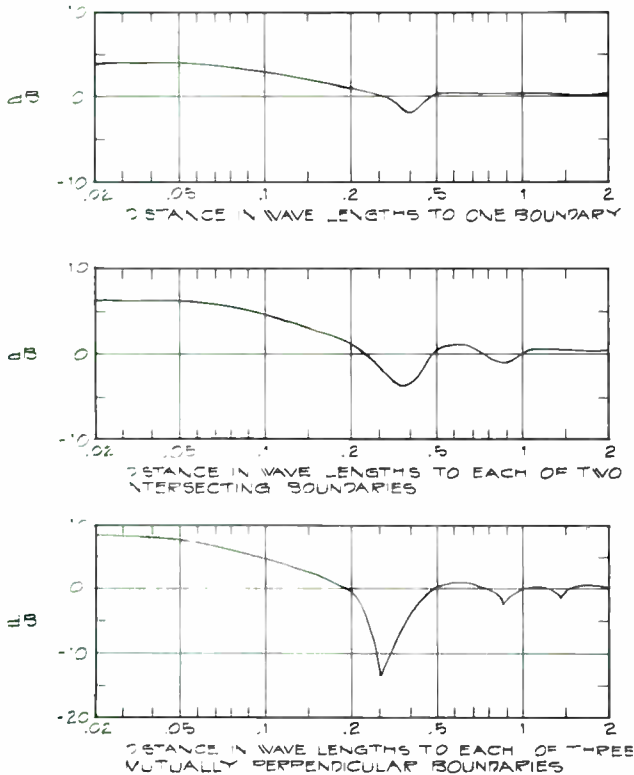 10
dB 0
-10
.02 .05 .1 .2 .5 1 2
DISTANCE IN WAVE LENGTHS TO ONE BOUNDARY
10
dB 0
-10
.02 .05 .1 .2 .5 1 2
DISTANCE IN WAVE LENGTHS TO EACH OF TWO
INTERSECTING BOUNDARIES
10
0
dB
-10
-20
.02 .05 .1 .2 .5 1 2
DISTANCE IN WAVE LENGTHS TO EACH OF THREE
MUTUALLY PERPENDICULAR BOUNDARIES